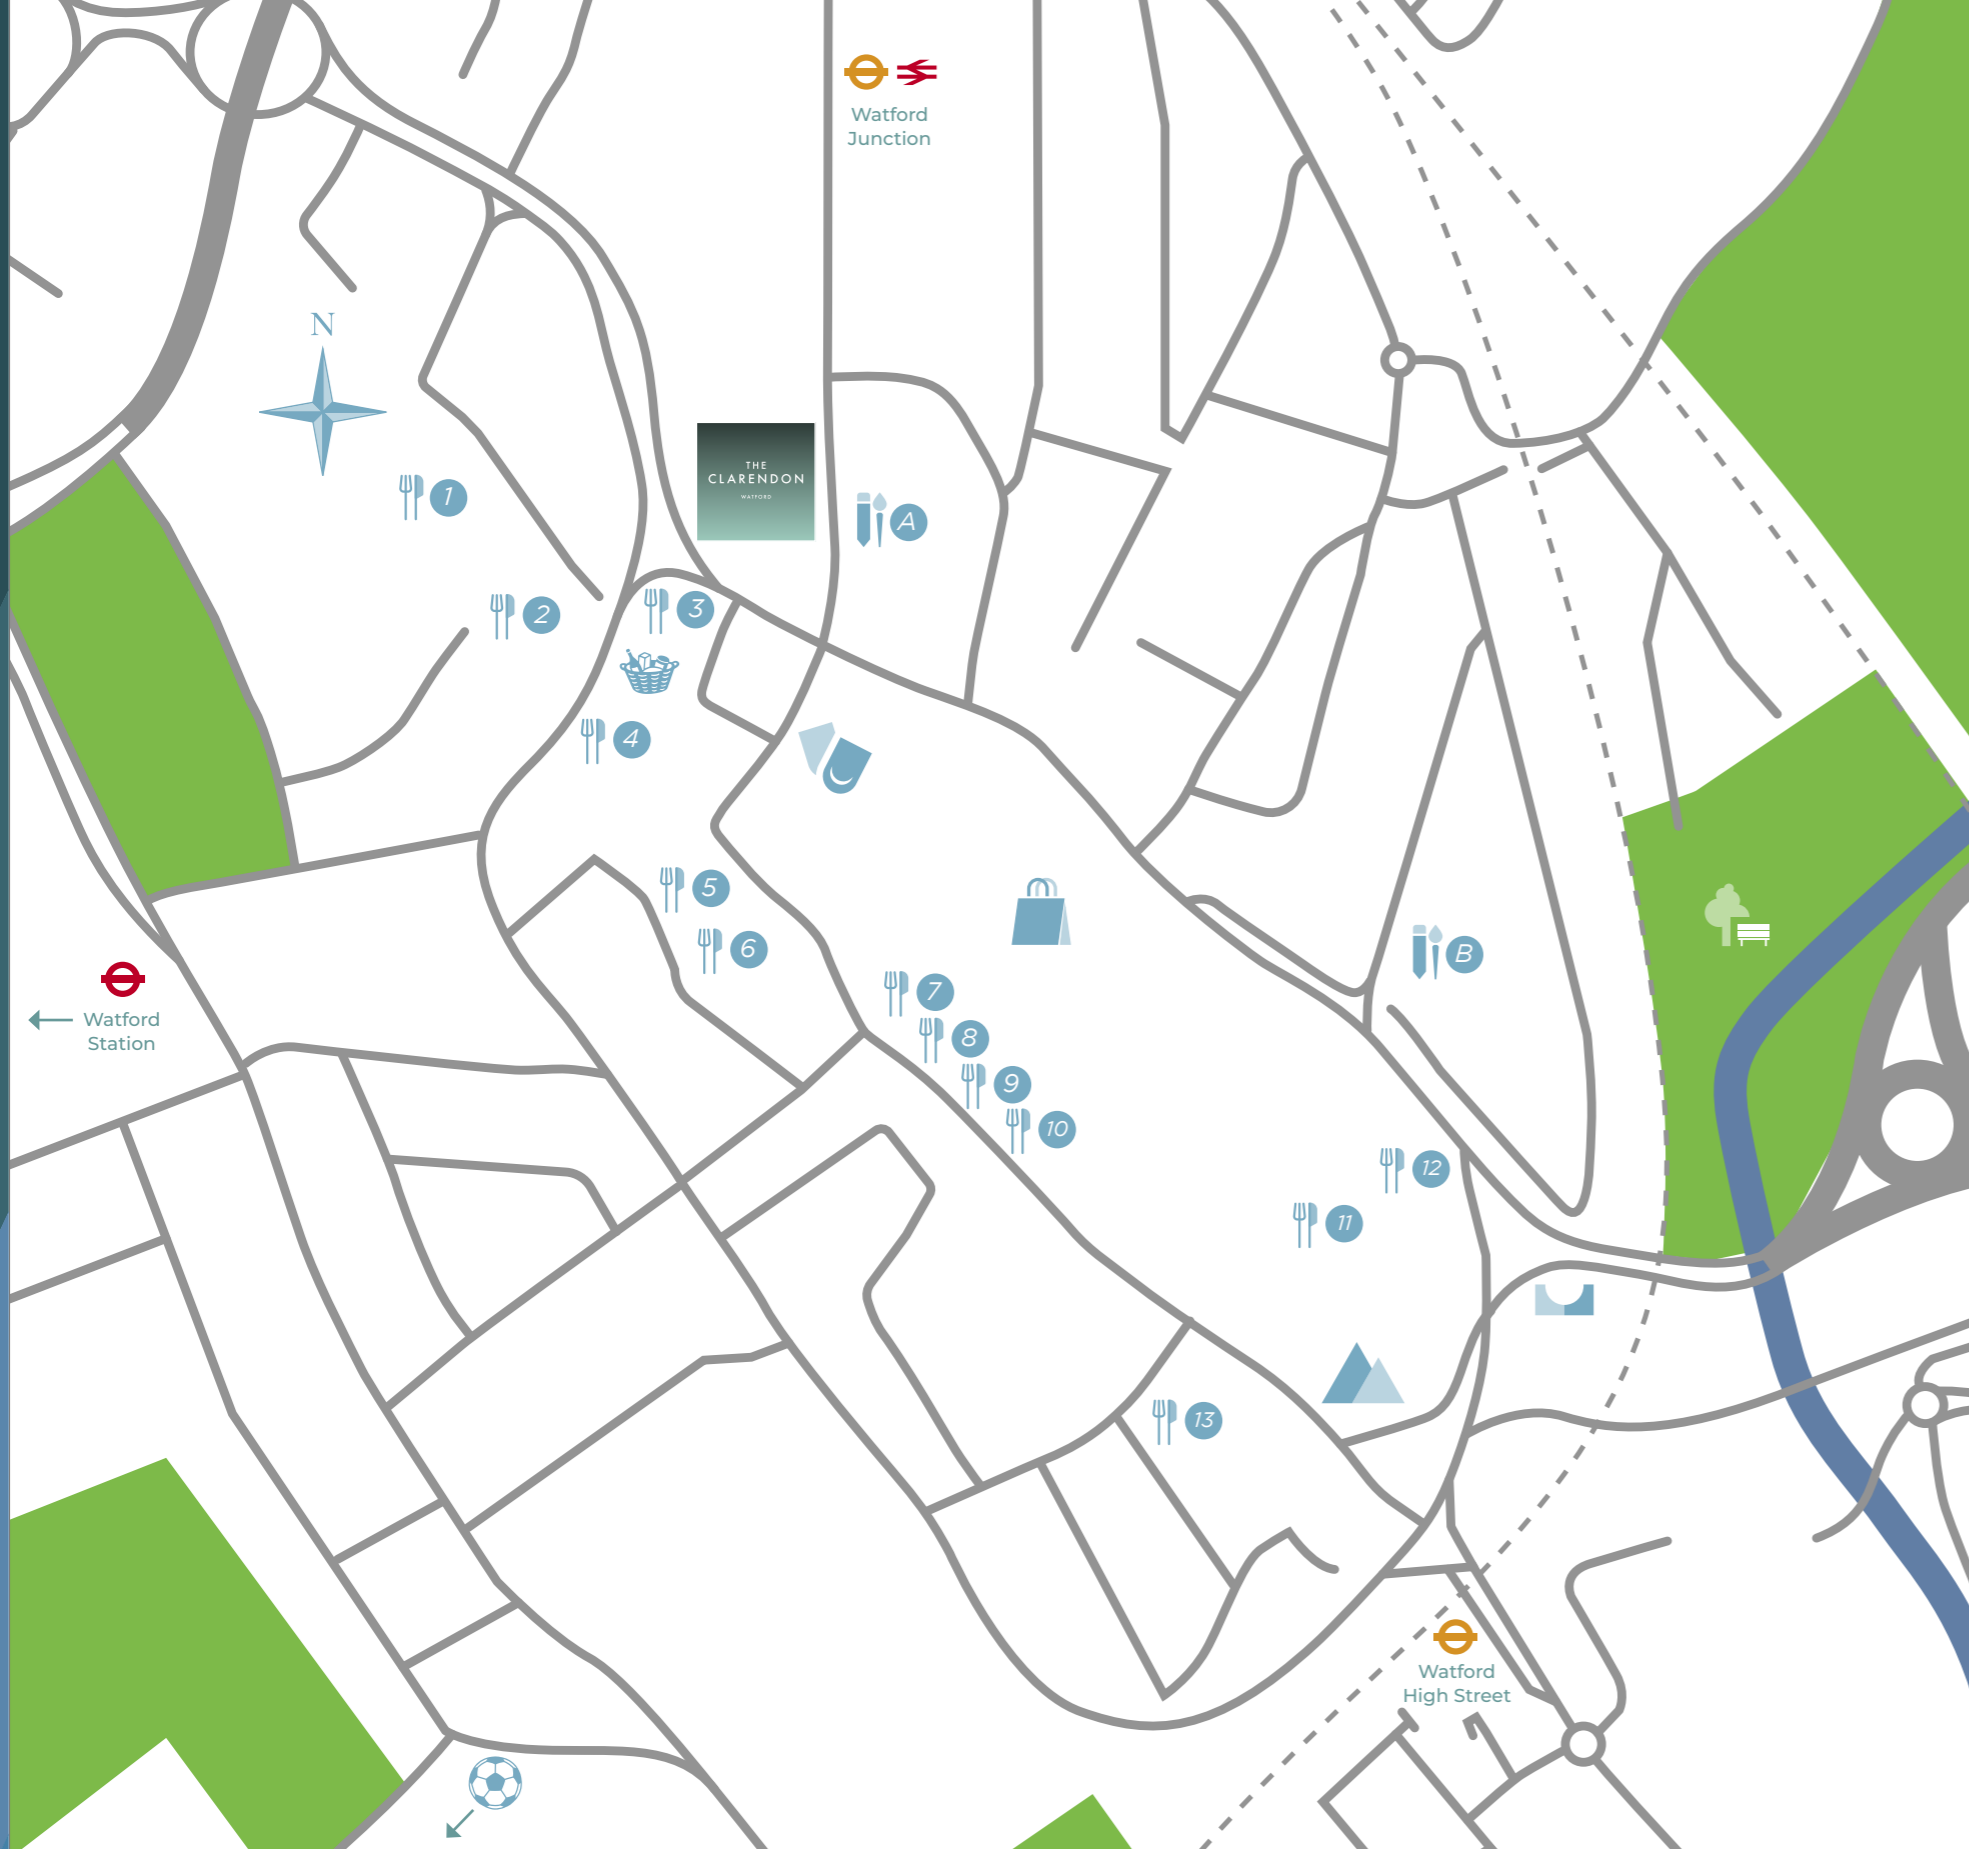 Watford
Junction
N
THE
CLARENDON
WATFORD
1
A
2
3
4
5
6
B
Watford
Station
7
8
9
10
12
11
13
Watford
High Street